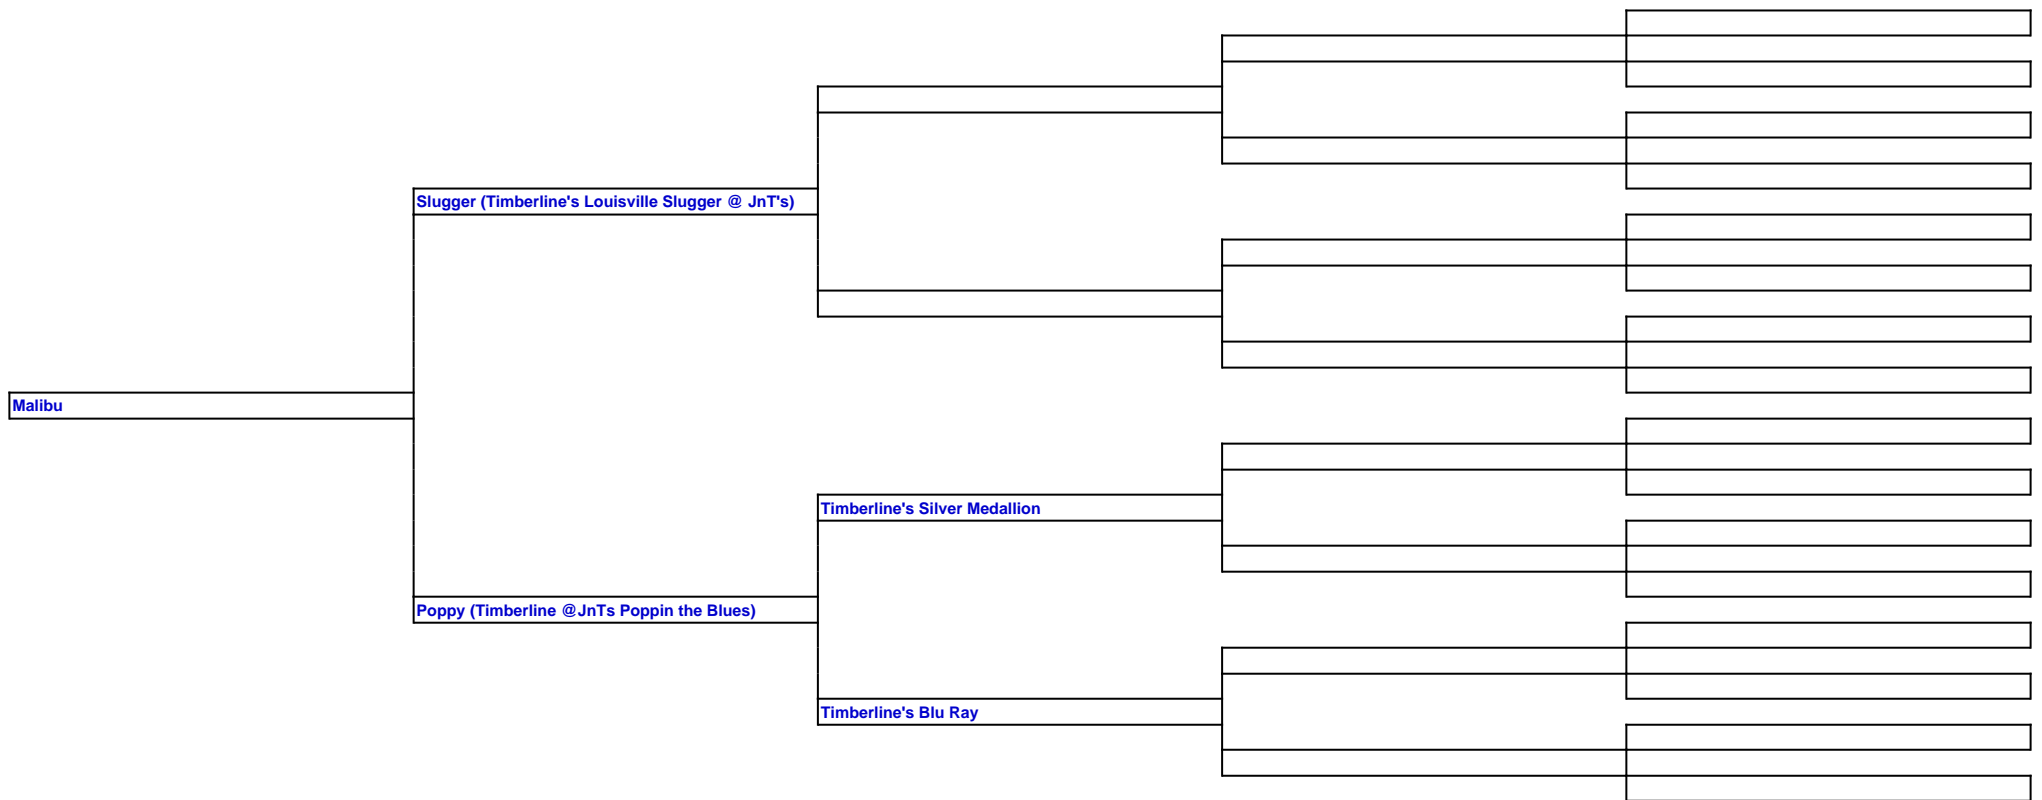 Slugger (Timberline's Louisville Slugger @ JnT's)
Malibu
Timberline's Silver Medallion
Poppy (Timberline @JnTs Poppin the Blues)
Timberline's Blu Ray